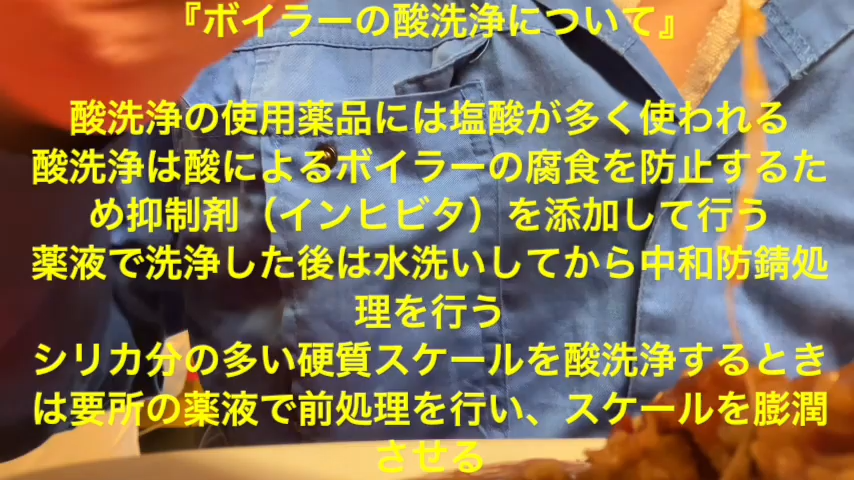 『ボイラーの酸洗浄について』
酸洗浄の使用薬品には塩酸が多く使われる
酸洗浄は酸によるボイラーの腐食を防止するた
め抑制剤（インヒビタ）を添加して行う
薬液で洗浄した後は水洗いしてから中和防錆処
理を行う
シリカ分の多い硬質スケールを酸洗浄するとき
は要所の薬液で前処理を行い、スケールを膨潤
させる